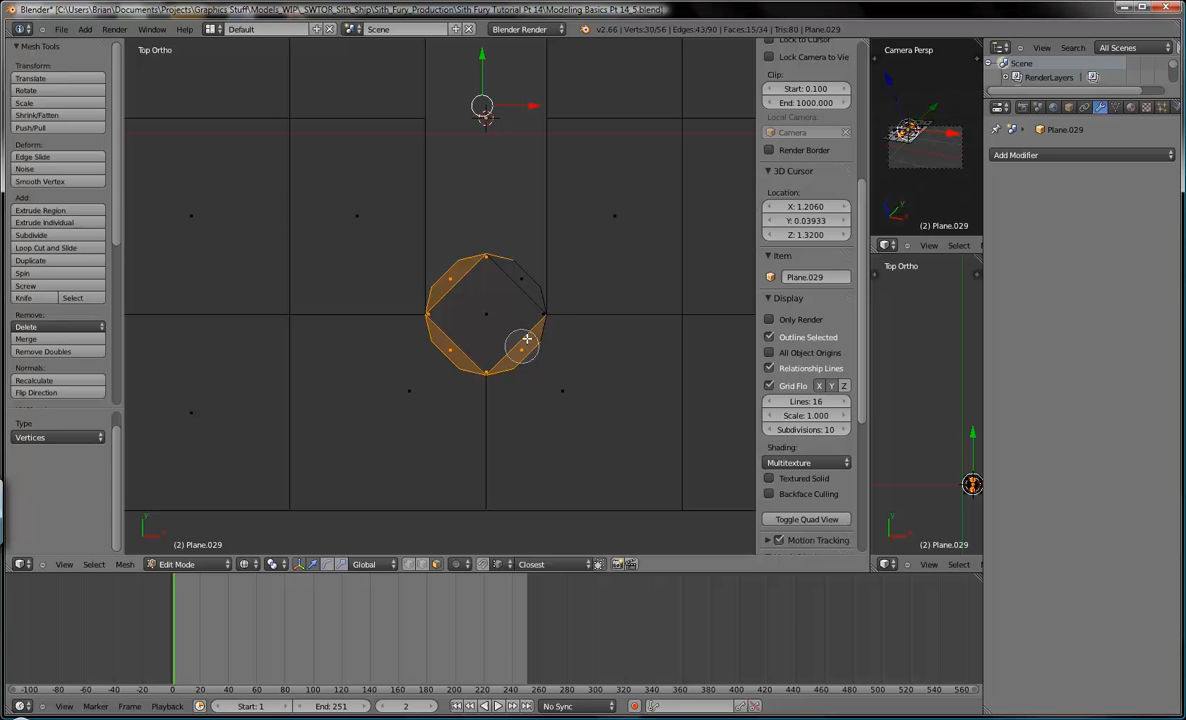 Blender* [C:\Users\Brian\Documents\Projects\Graphics Stuff\Models_WIP_SWTOR_Sith_Ship\Sith_Fury_Production\Sith Fury Tutorial Pt 14\Modeling Basics Pt 14_5.blend]
File Add Render Window Help Default Scene Blender Render v2.66 | Verts:30/56 | Edges:43/90 | Faces:15/34 | Tris:80 | Plane.029
Mesh Tools
Transform:
Translate
Rotate
Scale
Shrink/Fatten
Push/Pull
Deform:
Edge Slide
Noise
Smooth Vertex
Add:
Extrude Region
Extrude Individual
Subdivide
Loop Cut and Slide
Duplicate
Spin
Screw
Knife Select
Remove:
Delete
Merge
Remove Doubles
Normals:
Recalculate
Flip Direction
Type
Vertices
Top Ortho
y
x
(2) Plane.029
View Select Mesh Edit Mode Global Closest
Lock to Cursor
Lock Camera to Vie
Clip:
Start: 0.100
End: 1000.000
Local Camera:
Camera
Render Border
3D Cursor
Location:
X: 1.2060
Y: 0.03933
Z: 1.3200
Item
Plane.029
Display
Only Render
Outline Selected
All Object Origins
Relationship Lines
Grid Flo X Y Z
Lines: 16
Scale: 1.000
Subdivisions: 10
Shading:
Multitexture
Textured Solid
Backface Culling
Toggle Quad View
Motion Tracking
Camera Persp
(2) Plane.029
View Select
Top Ortho
y
x
(2) Plane.029
View Select
View Search All Scenes
Scene
RenderLayers
Plane.029
Add Modifier
-100 -80 -60 -40 -20 0 20 40 60 80 100 120 140 160 180 200 220 240 260 280 300 320 340 360 380 400 420 440 460 480 500 520 540 560
View Marker Frame Playback Start: 1 End: 251 2 No Sync